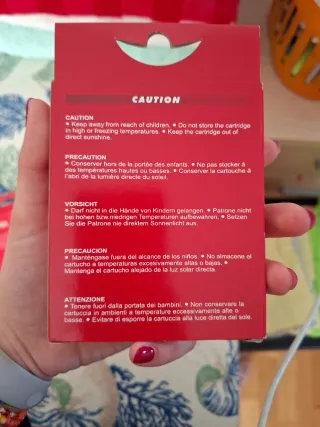 CAUTION
CAUTION
● Keep away from reach of children. ● Do not store the cartridge
in high or freezing temperatures. ● Keep the cartridge out of
direct sunshine.
PRECAUTION
● Conserver hors de la portée des enfants. ● Ne pas stocker à
des températures hautes ou basses. ● Conserver la cartouche à
l'abri de la lumière directe du soleil.
VORSICHT
● Darf nicht in die Hände von Kindern gelangen. ● Patrone nicht
bei hohen bzw.niedrigen Temperaturen aufbewahren. ● Setzen
Sie die Patrone nie direktem Sonnenlicht aus.
PRECAUCION
● Manténgase fuera del alcance de los niños. ● No almacene el
cartucho a temperaturas excesivamente altas o bajas. ●
Mantenga el cartucho alejado de la luz solar directa.
ATTENZIONE
● Tenere fuori dalla portata dei bambini. ● Non conservare la
cartuccia in ambienti a temperature eccessivamente alte o
basse. ● Evitare di esporre la cartuccia alla luce diretta del sole.